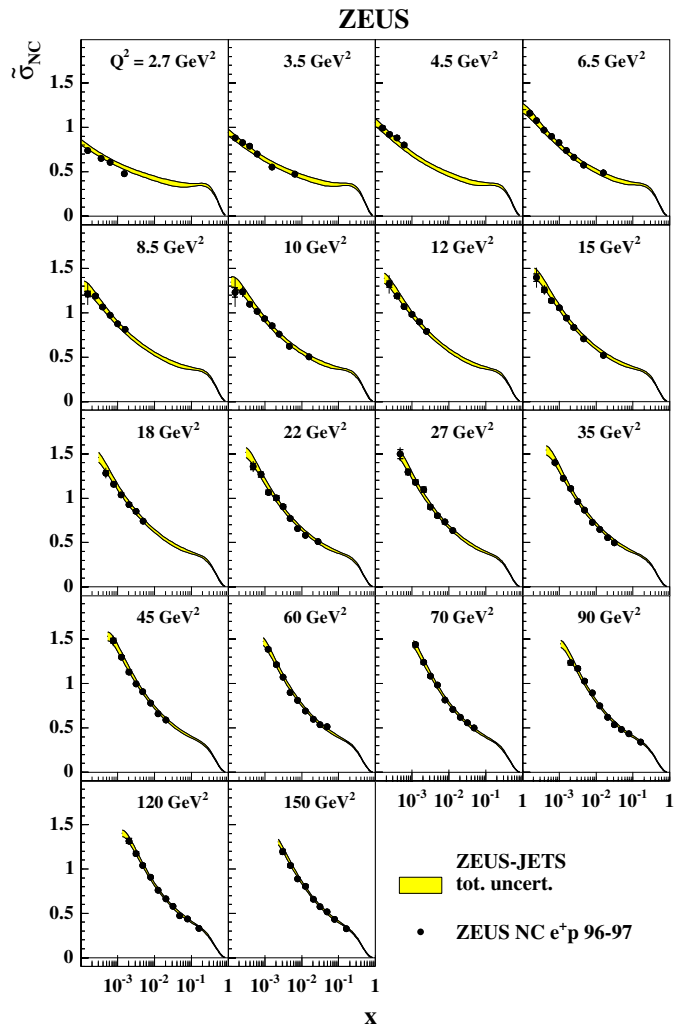 ZEUS
σ̃_NC
Q² = 2.7 GeV² 3.5 GeV² 4.5 GeV² 6.5 GeV²
1.5
1
0.5
0
8.5 GeV² 10 GeV² 12 GeV² 15 GeV²
1.5
1
0.5
0
18 GeV² 22 GeV² 27 GeV² 35 GeV²
1.5
1
0.5
0
45 GeV² 60 GeV² 70 GeV² 90 GeV²
1.5
1
0.5
0
10⁻³ 10⁻² 10⁻¹ 1 10⁻³ 10⁻² 10⁻¹ 1
120 GeV² 150 GeV²
1.5
1
0.5
0
10⁻³ 10⁻² 10⁻¹ 1 10⁻³ 10⁻² 10⁻¹ 1
ZEUS-JETS
tot. uncert.
ZEUS NC e⁺p 96-97
x